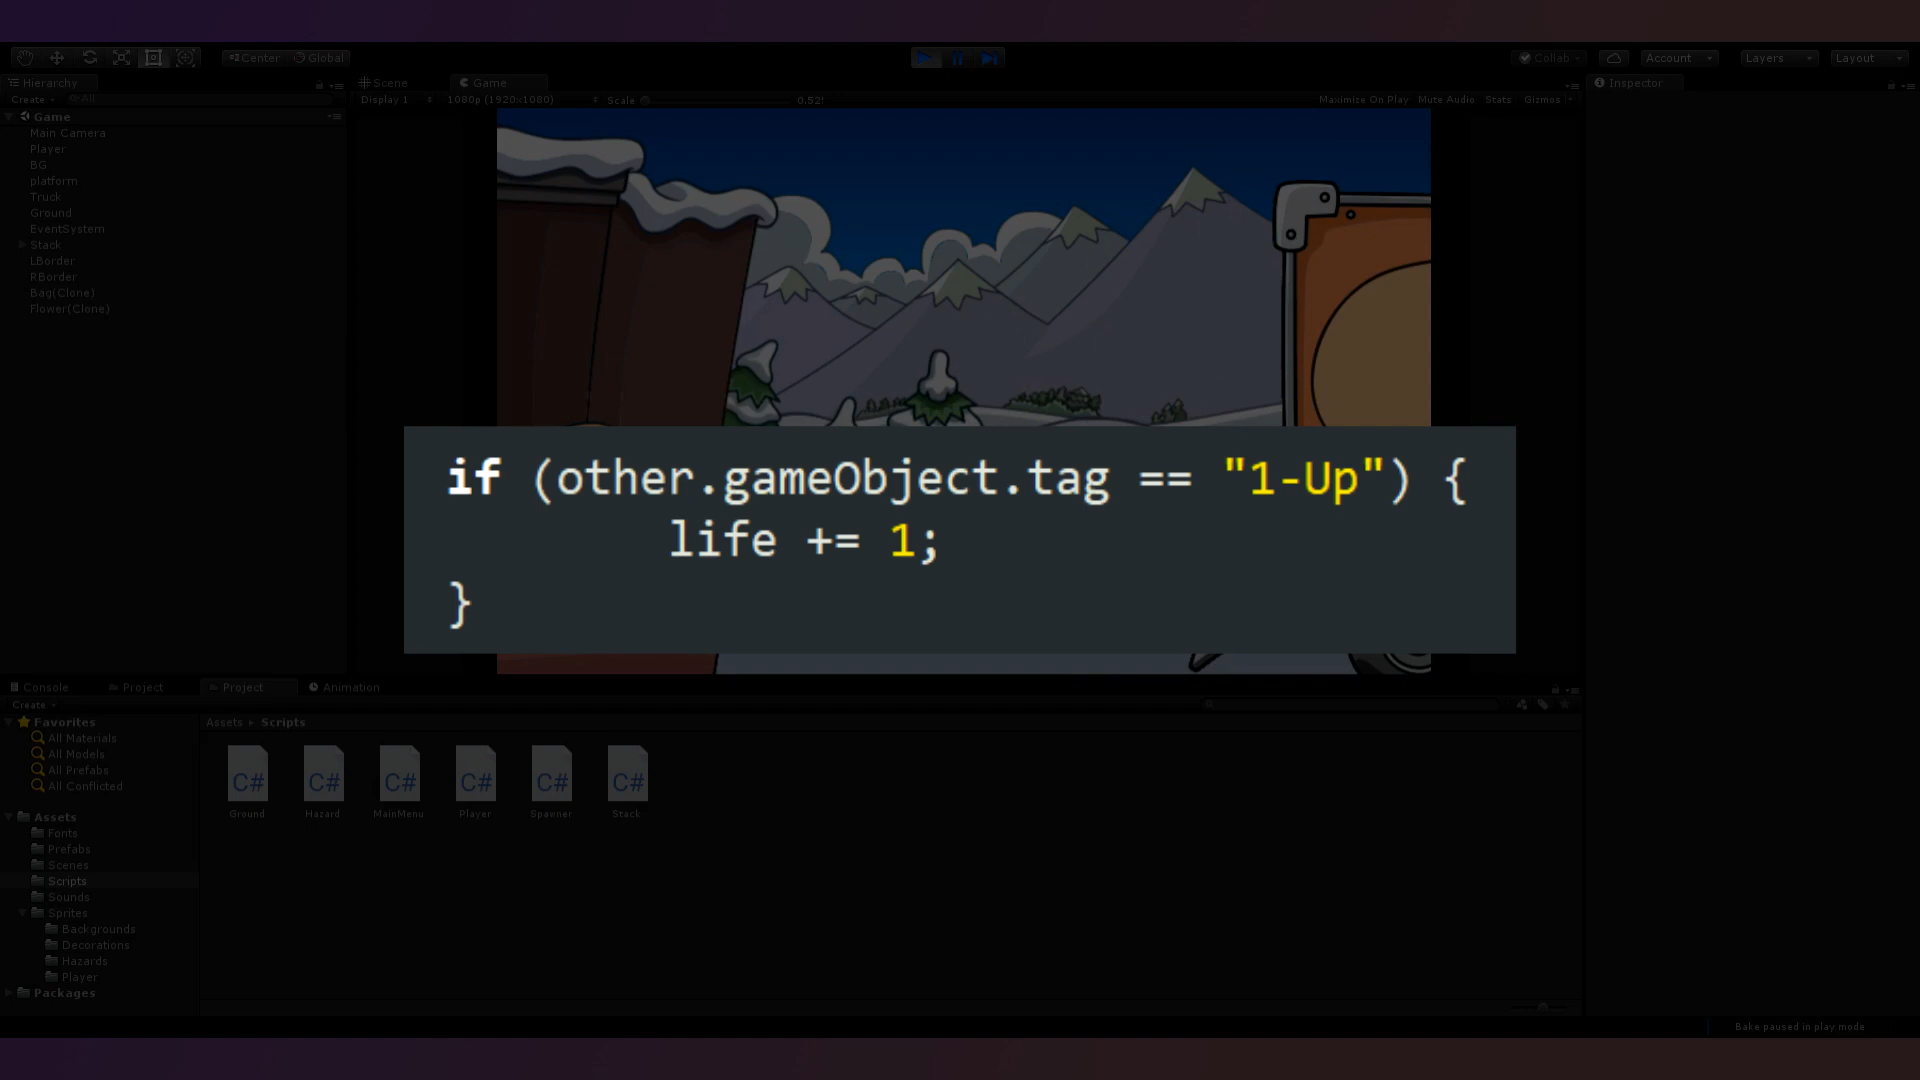 Center Global
Collab Account Layers Layout
Hierarchy
Scene Game
Inspector
Create All
Display 1 1080p (1920x1080) Scale 0.52
Maximize On Play Mute Audio Stats Gizmos
Game
Main Camera
Player
BG
platform
Truck
Ground
EventSystem
Stack
LBorder
RBorder
Bag(Clone)
Flower(Clone)
if (other.gameObject.tag == "1-Up") {
life += 1;
}
Console Project Project Animation
Create
Favorites
All Materials
All Models
All Prefabs
All Conflicted
Assets
Fonts
Prefabs
Scenes
Scripts
Sounds
Sprites
Backgrounds
Decorations
Hazards
Player
Packages
Assets Scripts
C# C# C# C# C# C#
Ground Hazard MainMenu Player Spawner Stack
Bake paused in play mode